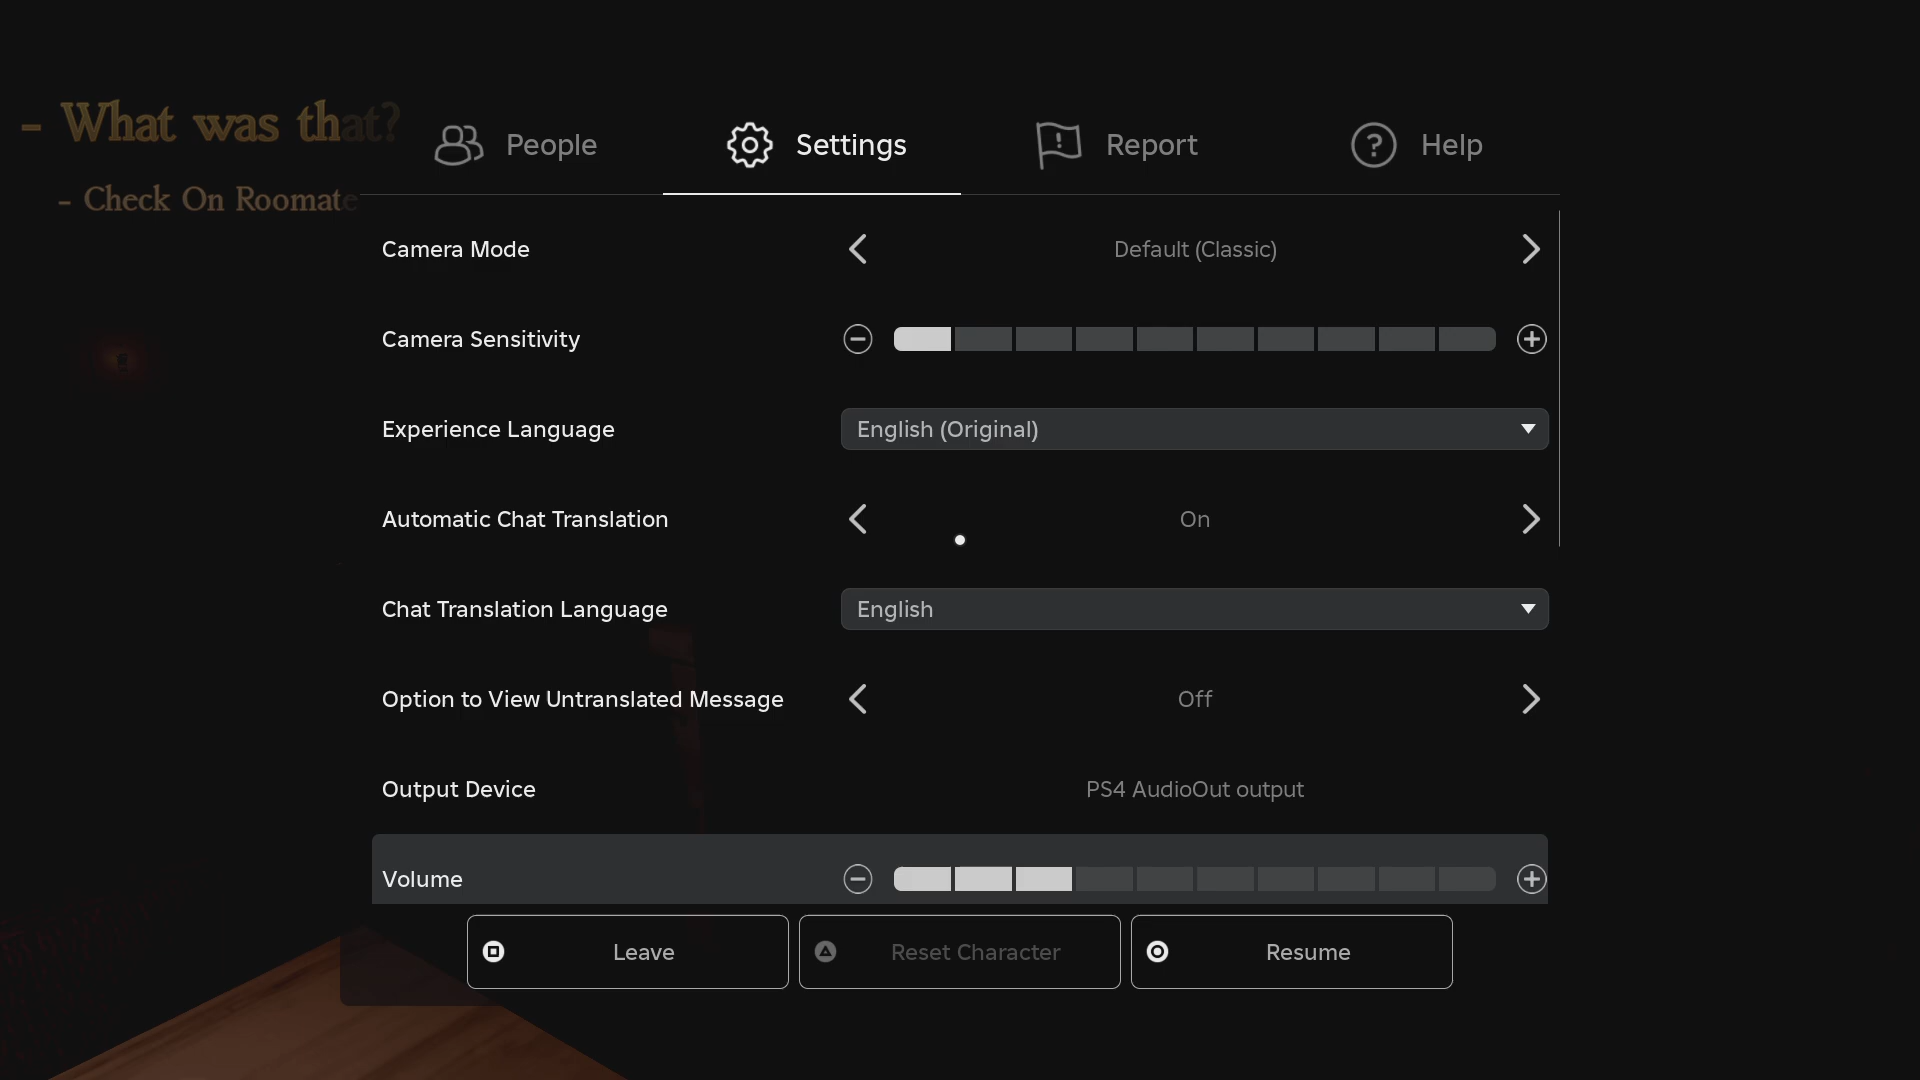 - What was that?
- Check On Roomate
People
Settings
Report
Help
Camera Mode
Default (Classic)
Camera Sensitivity
Experience Language
English (Original)
Automatic Chat Translation
On
Chat Translation Language
English
Option to View Untranslated Message
Off
Output Device
PS4 AudioOut output
Volume
Leave
Reset Character
Resume